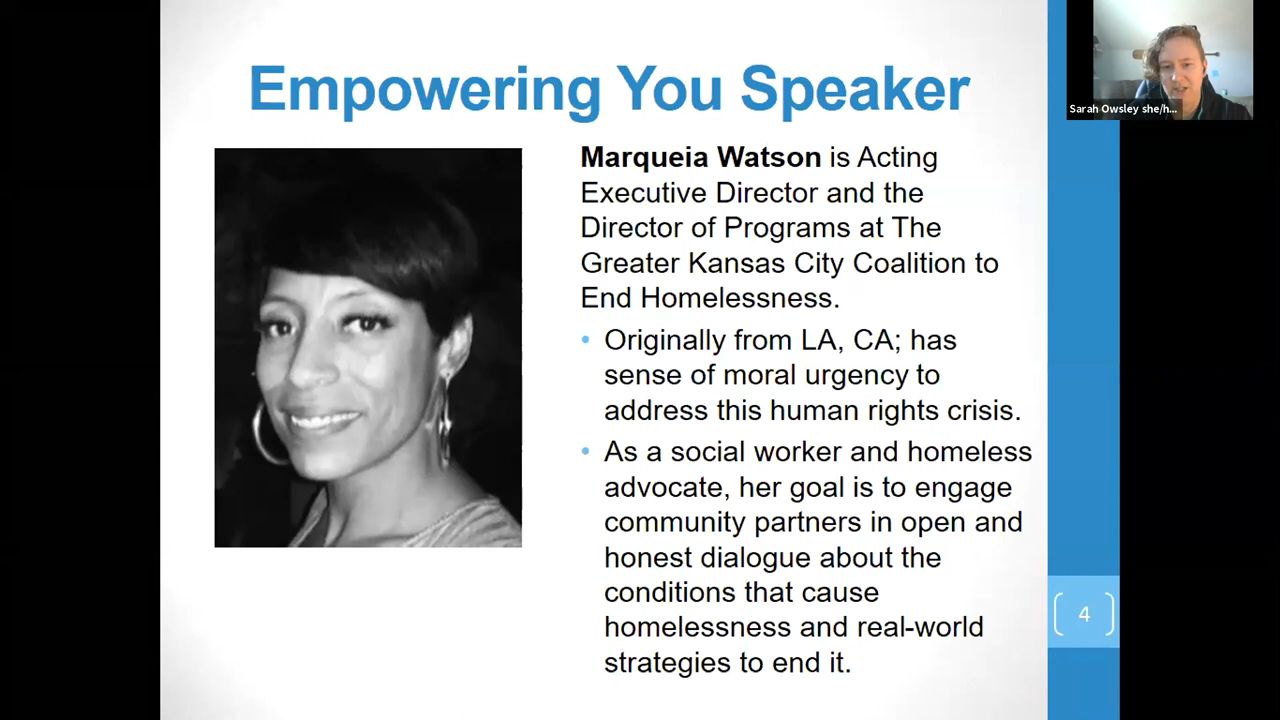 Empowering You Speaker
Sarah Owsley she/h...
Marqueia Watson is Acting
Executive Director and the
Director of Programs at The
Greater Kansas City Coalition to
End Homelessness.
• Originally from LA, CA; has
sense of moral urgency to
address this human rights crisis.
• As a social worker and homeless
advocate, her goal is to engage
community partners in open and
honest dialogue about the
conditions that cause
homelessness and real-world
strategies to end it.
4